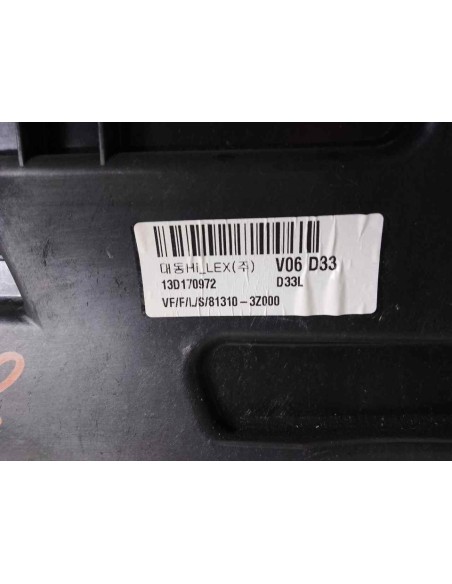 대동Hi_LEX(주) V06 D33
13D170972 D33L
VF/F/L/S/81310-3Z000